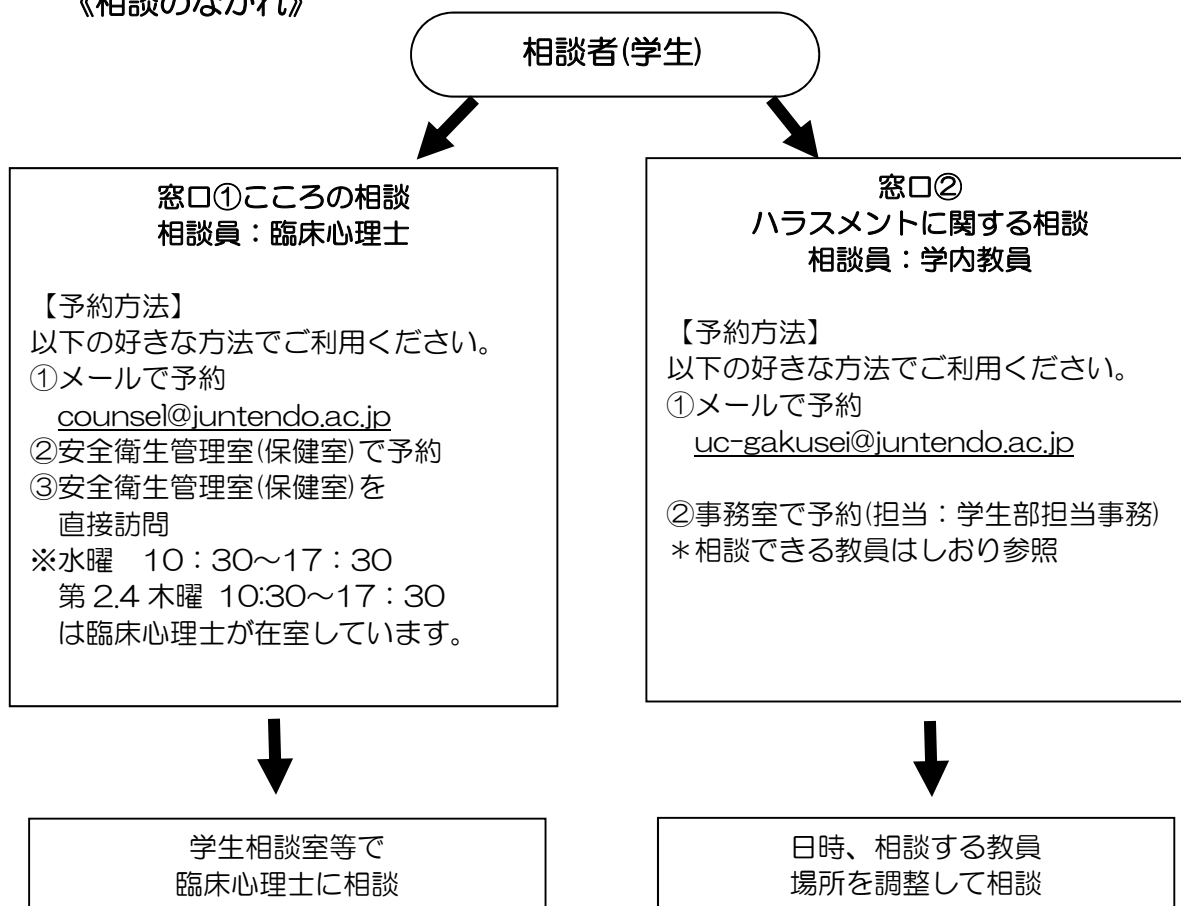 《相談のながれ》
相談者(学生)
窓口①こころの相談
相談員：臨床心理士
【予約方法】
以下の好きな方法でご利用ください。
①メールで予約
counsel@juntendo.ac.jp
②安全衛生管理室(保健室)で予約
③安全衛生管理室(保健室)を
直接訪問
※水曜　10：30～17：30
第 2.4 木曜 10:30～17：30
は臨床心理士が在室しています。
学生相談室等で
臨床心理士に相談
窓口②
ハラスメントに関する相談
相談員：学内教員
【予約方法】
以下の好きな方法でご利用ください。
①メールで予約
uc-gakusei@juntendo.ac.jp
②事務室で予約(担当：学生部担当事務)
＊相談できる教員はしおり参照
日時、相談する教員
場所を調整して相談